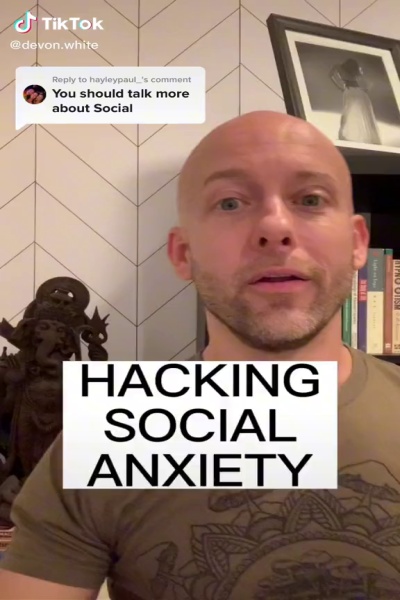 TikTok
@devon.white
Reply to hayleypaul_'s comment
You should talk more
about Social
HACKING
SOCIAL
ANXIETY